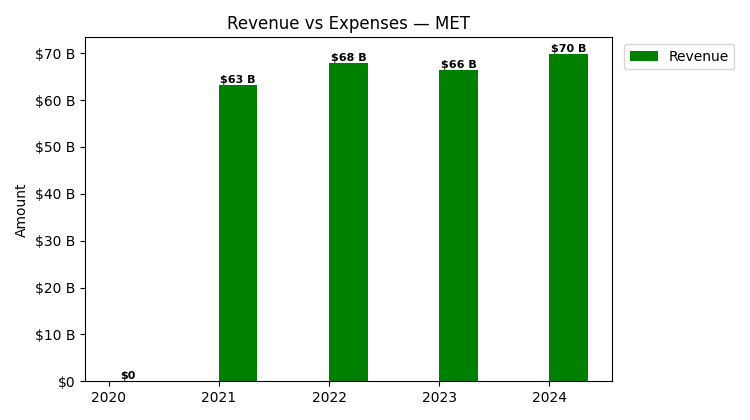 Revenue vs Expenses — MET
Revenue
$70 B
$60 B
$50 B
$40 B
$30 B
$20 B
$10 B
$0
Amount
$0
$63 B
$68 B
$66 B
$70 B
2020
2021
2022
2023
2024